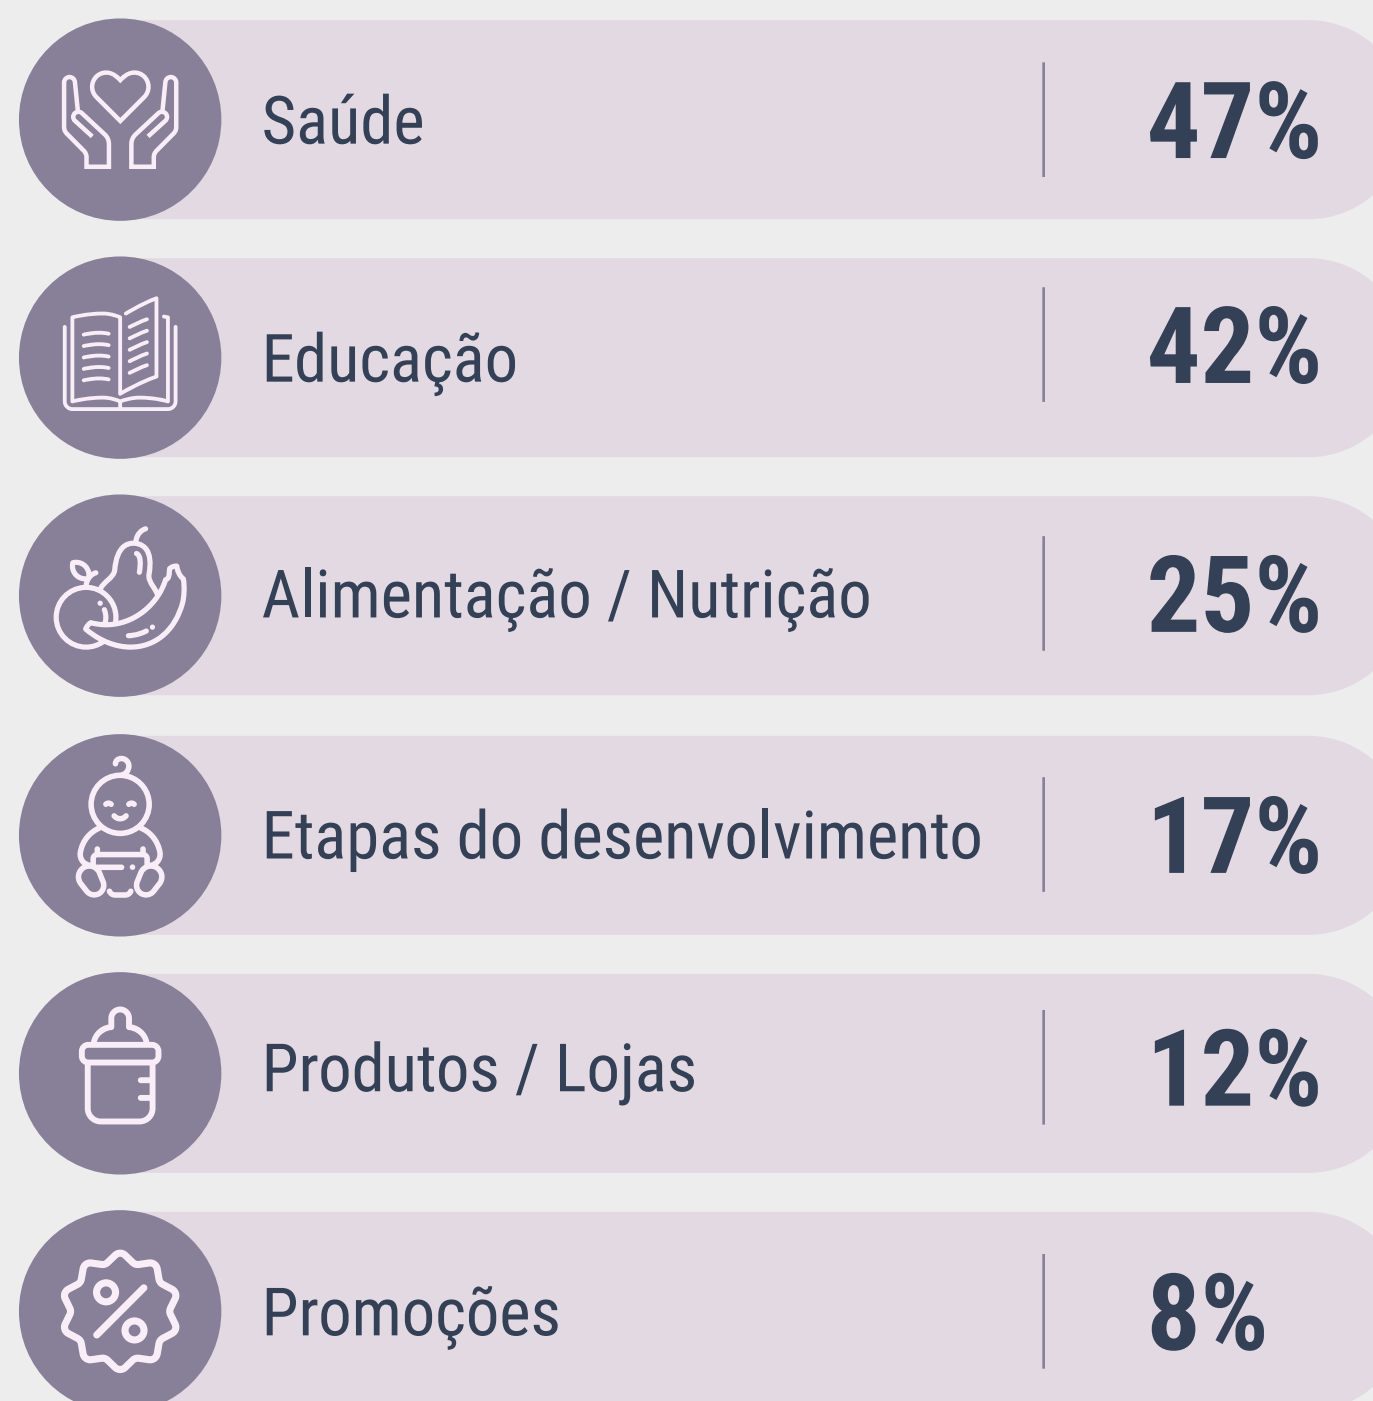 Saúde 47%
Educação 42%
Alimentação / Nutrição 25%
Etapas do desenvolvimento 17%
Produtos / Lojas 12%
Promoções 8%